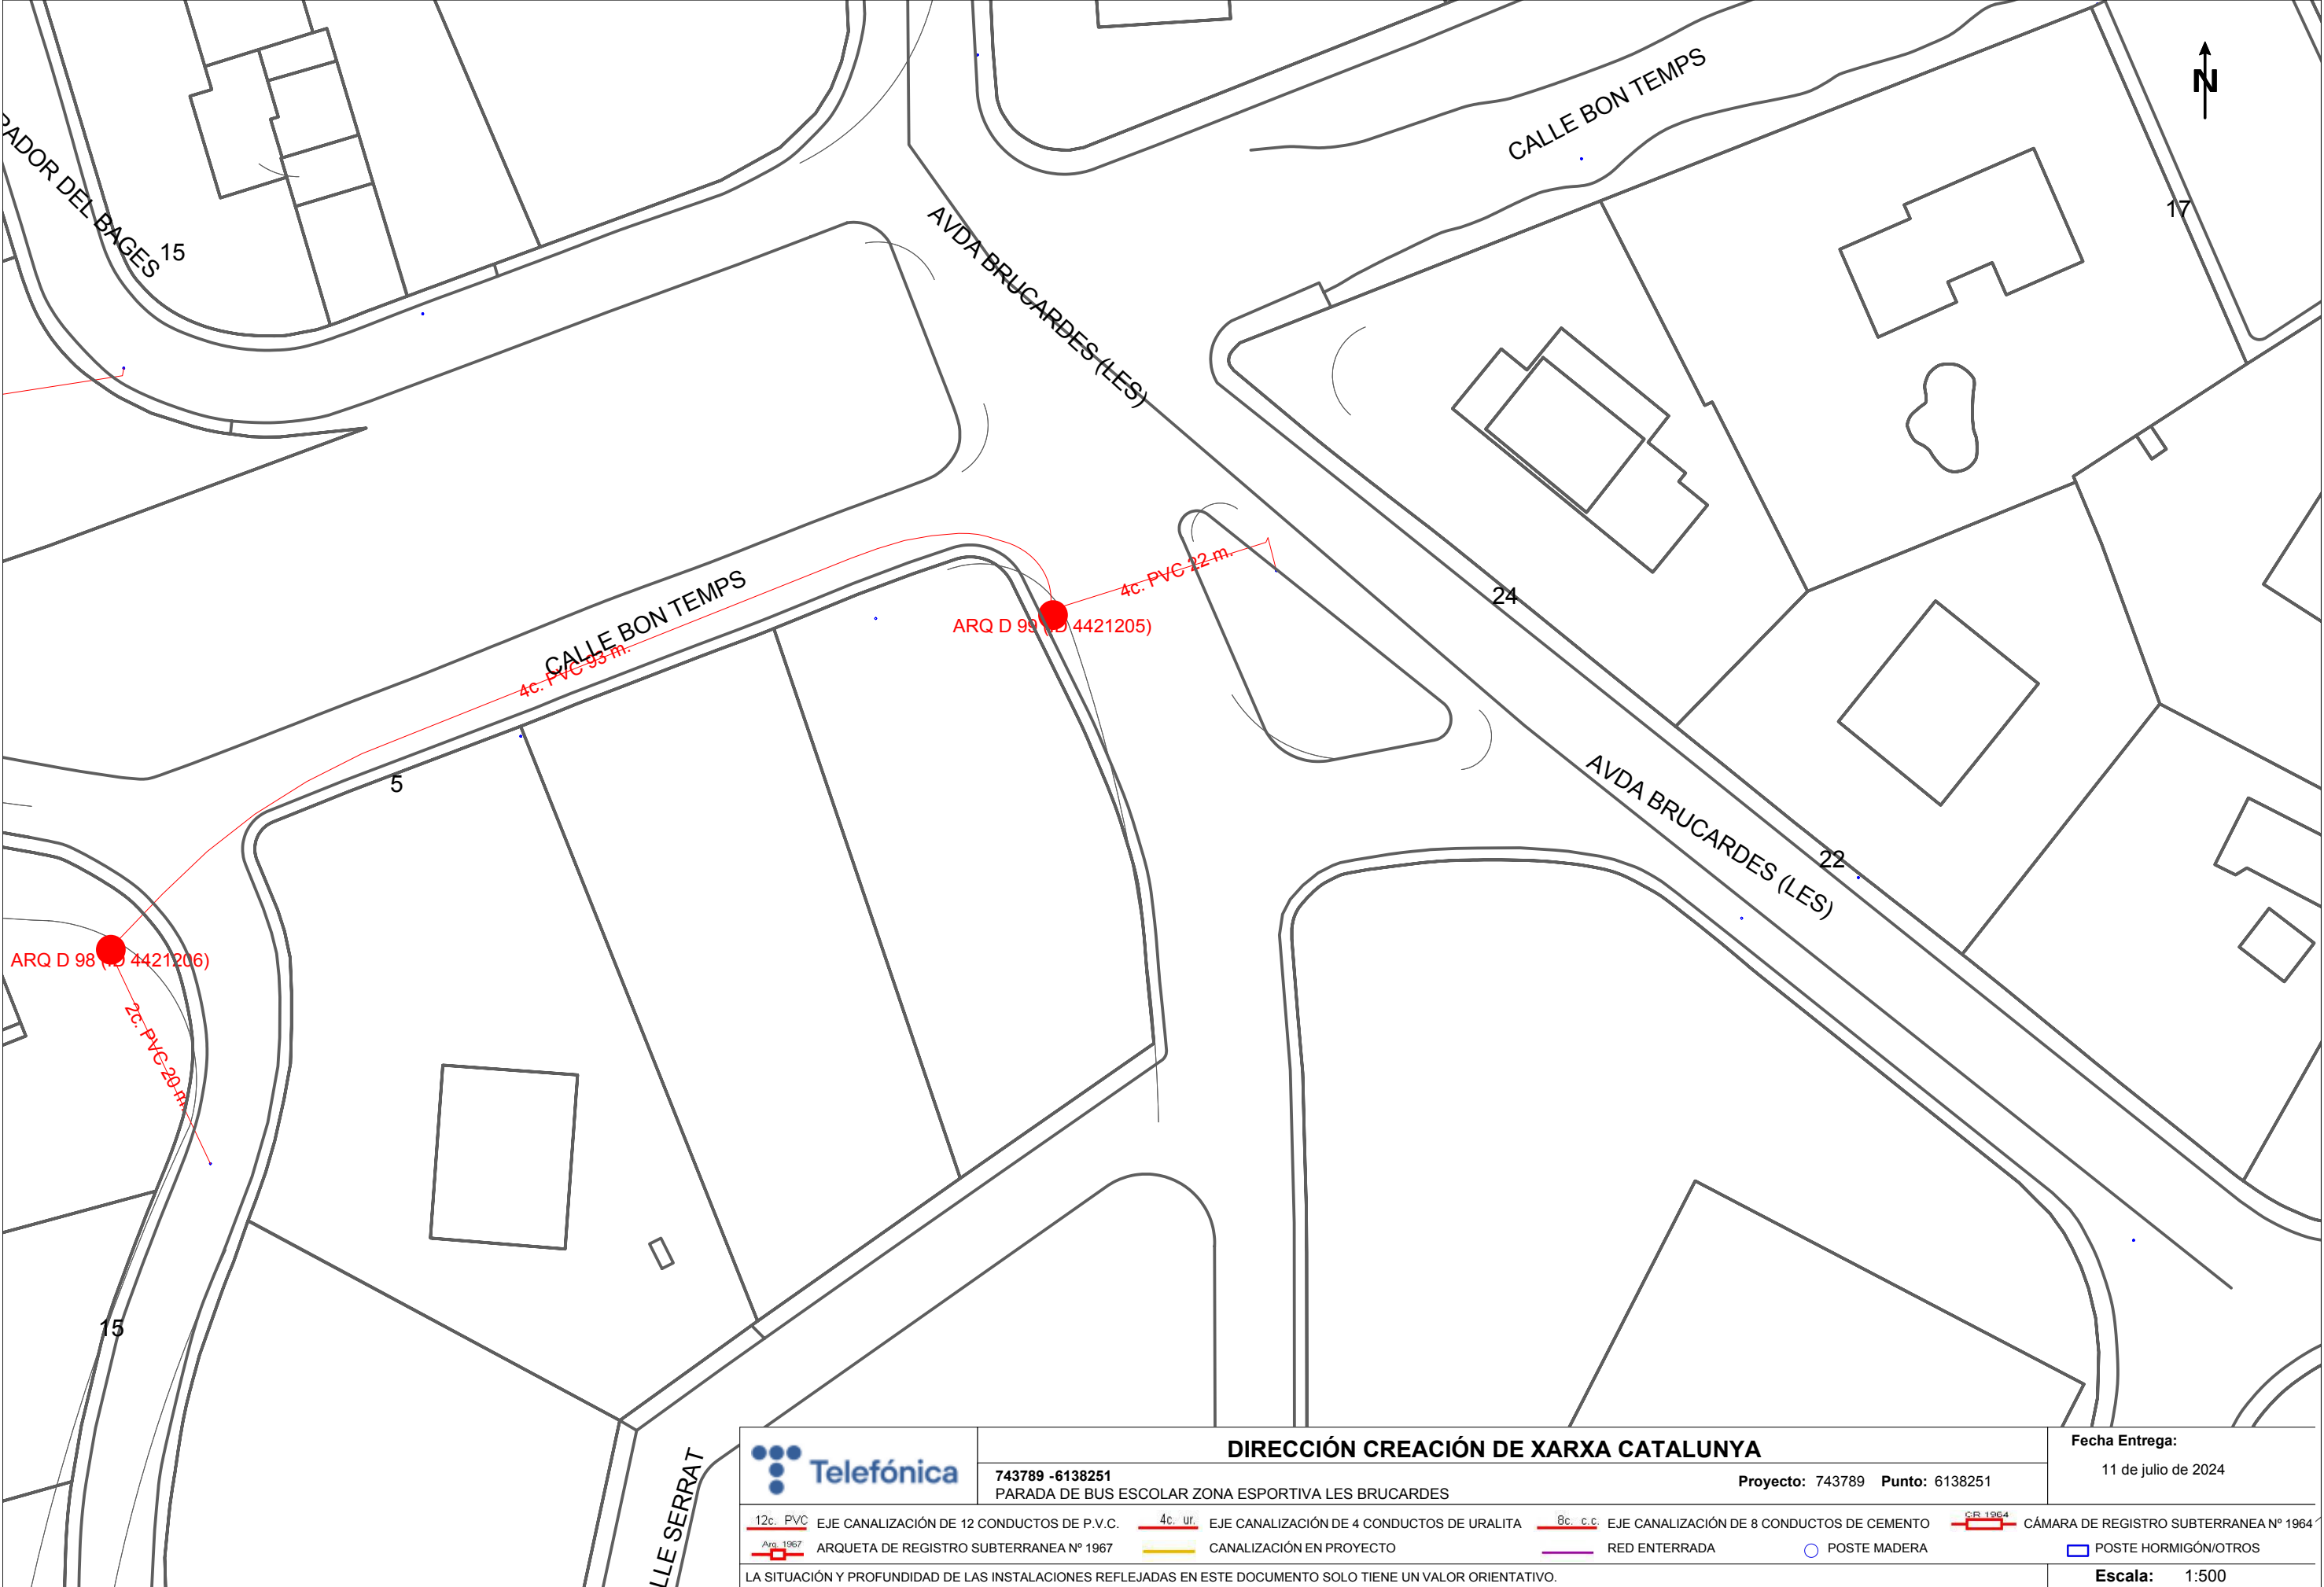 CALLE BON TEMPS
N
ADOR DEL BAGES
15
17
AVDA BRUCARDES (LES)
4c. PVC 22 m.
24
CALLE BON TEMPS
4c. PVC 93 m.
ARQ D 99 (ID 4421205)
5
AVDA BRUCARDES (LES)
22
ARQ D 98 (ID 4421206)
2c. PVC 20 m.
15
LLE SERRAT
Telefónica
DIRECCIÓN CREACIÓN DE XARXA CATALUNYA
743789 -6138251
PARADA DE BUS ESCOLAR ZONA ESPORTIVA LES BRUCARDES
Proyecto: 743789 Punto: 6138251
Fecha Entrega:
11 de julio de 2024
12c. PVC EJE CANALIZACIÓN DE 12 CONDUCTOS DE P.V.C.
4c. ur. EJE CANALIZACIÓN DE 4 CONDUCTOS DE URALITA
8c. c.c. EJE CANALIZACIÓN DE 8 CONDUCTOS DE CEMENTO
C.R. 1964 CÁMARA DE REGISTRO SUBTERRANEA Nº 1964
Arq. 1967 ARQUETA DE REGISTRO SUBTERRANEA Nº 1967
CANALIZACIÓN EN PROYECTO
RED ENTERRADA
POSTE MADERA
POSTE HORMIGÓN/OTROS
LA SITUACIÓN Y PROFUNDIDAD DE LAS INSTALACIONES REFLEJADAS EN ESTE DOCUMENTO SOLO TIENE UN VALOR ORIENTATIVO.
Escala: 1:500